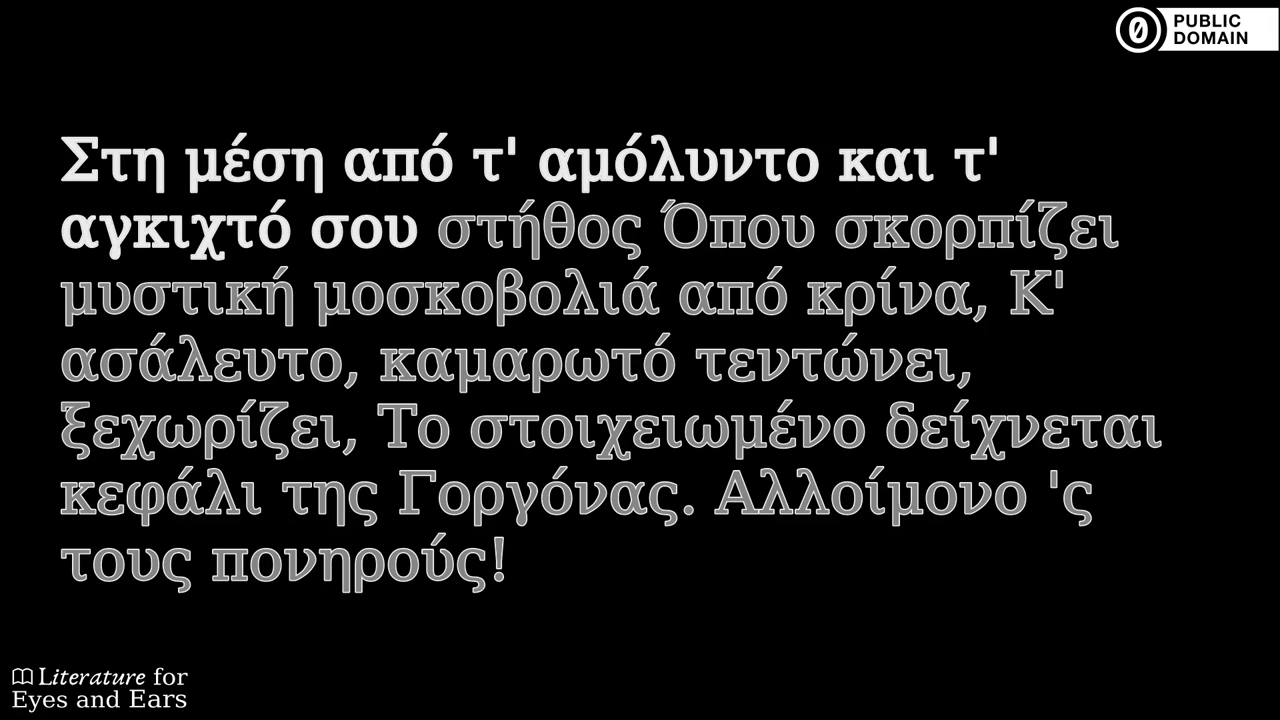 PUBLIC
DOMAIN
Στη μέση από τ' αμόλυντο και τ'
αγκιχτό σου στήθος Όπου σκορπίζει
μυστική μοσκοβολιά από κρίνα, Κ'
ασάλευτο, καμαρωτό τεντώνει,
ξεχωρίζει, Το στοιχειωμένο δείχνεται
κεφάλι της Γοργόνας. Αλλοίμονο 'ς
τους πονηρούς!
Literature for
Eyes and Ears